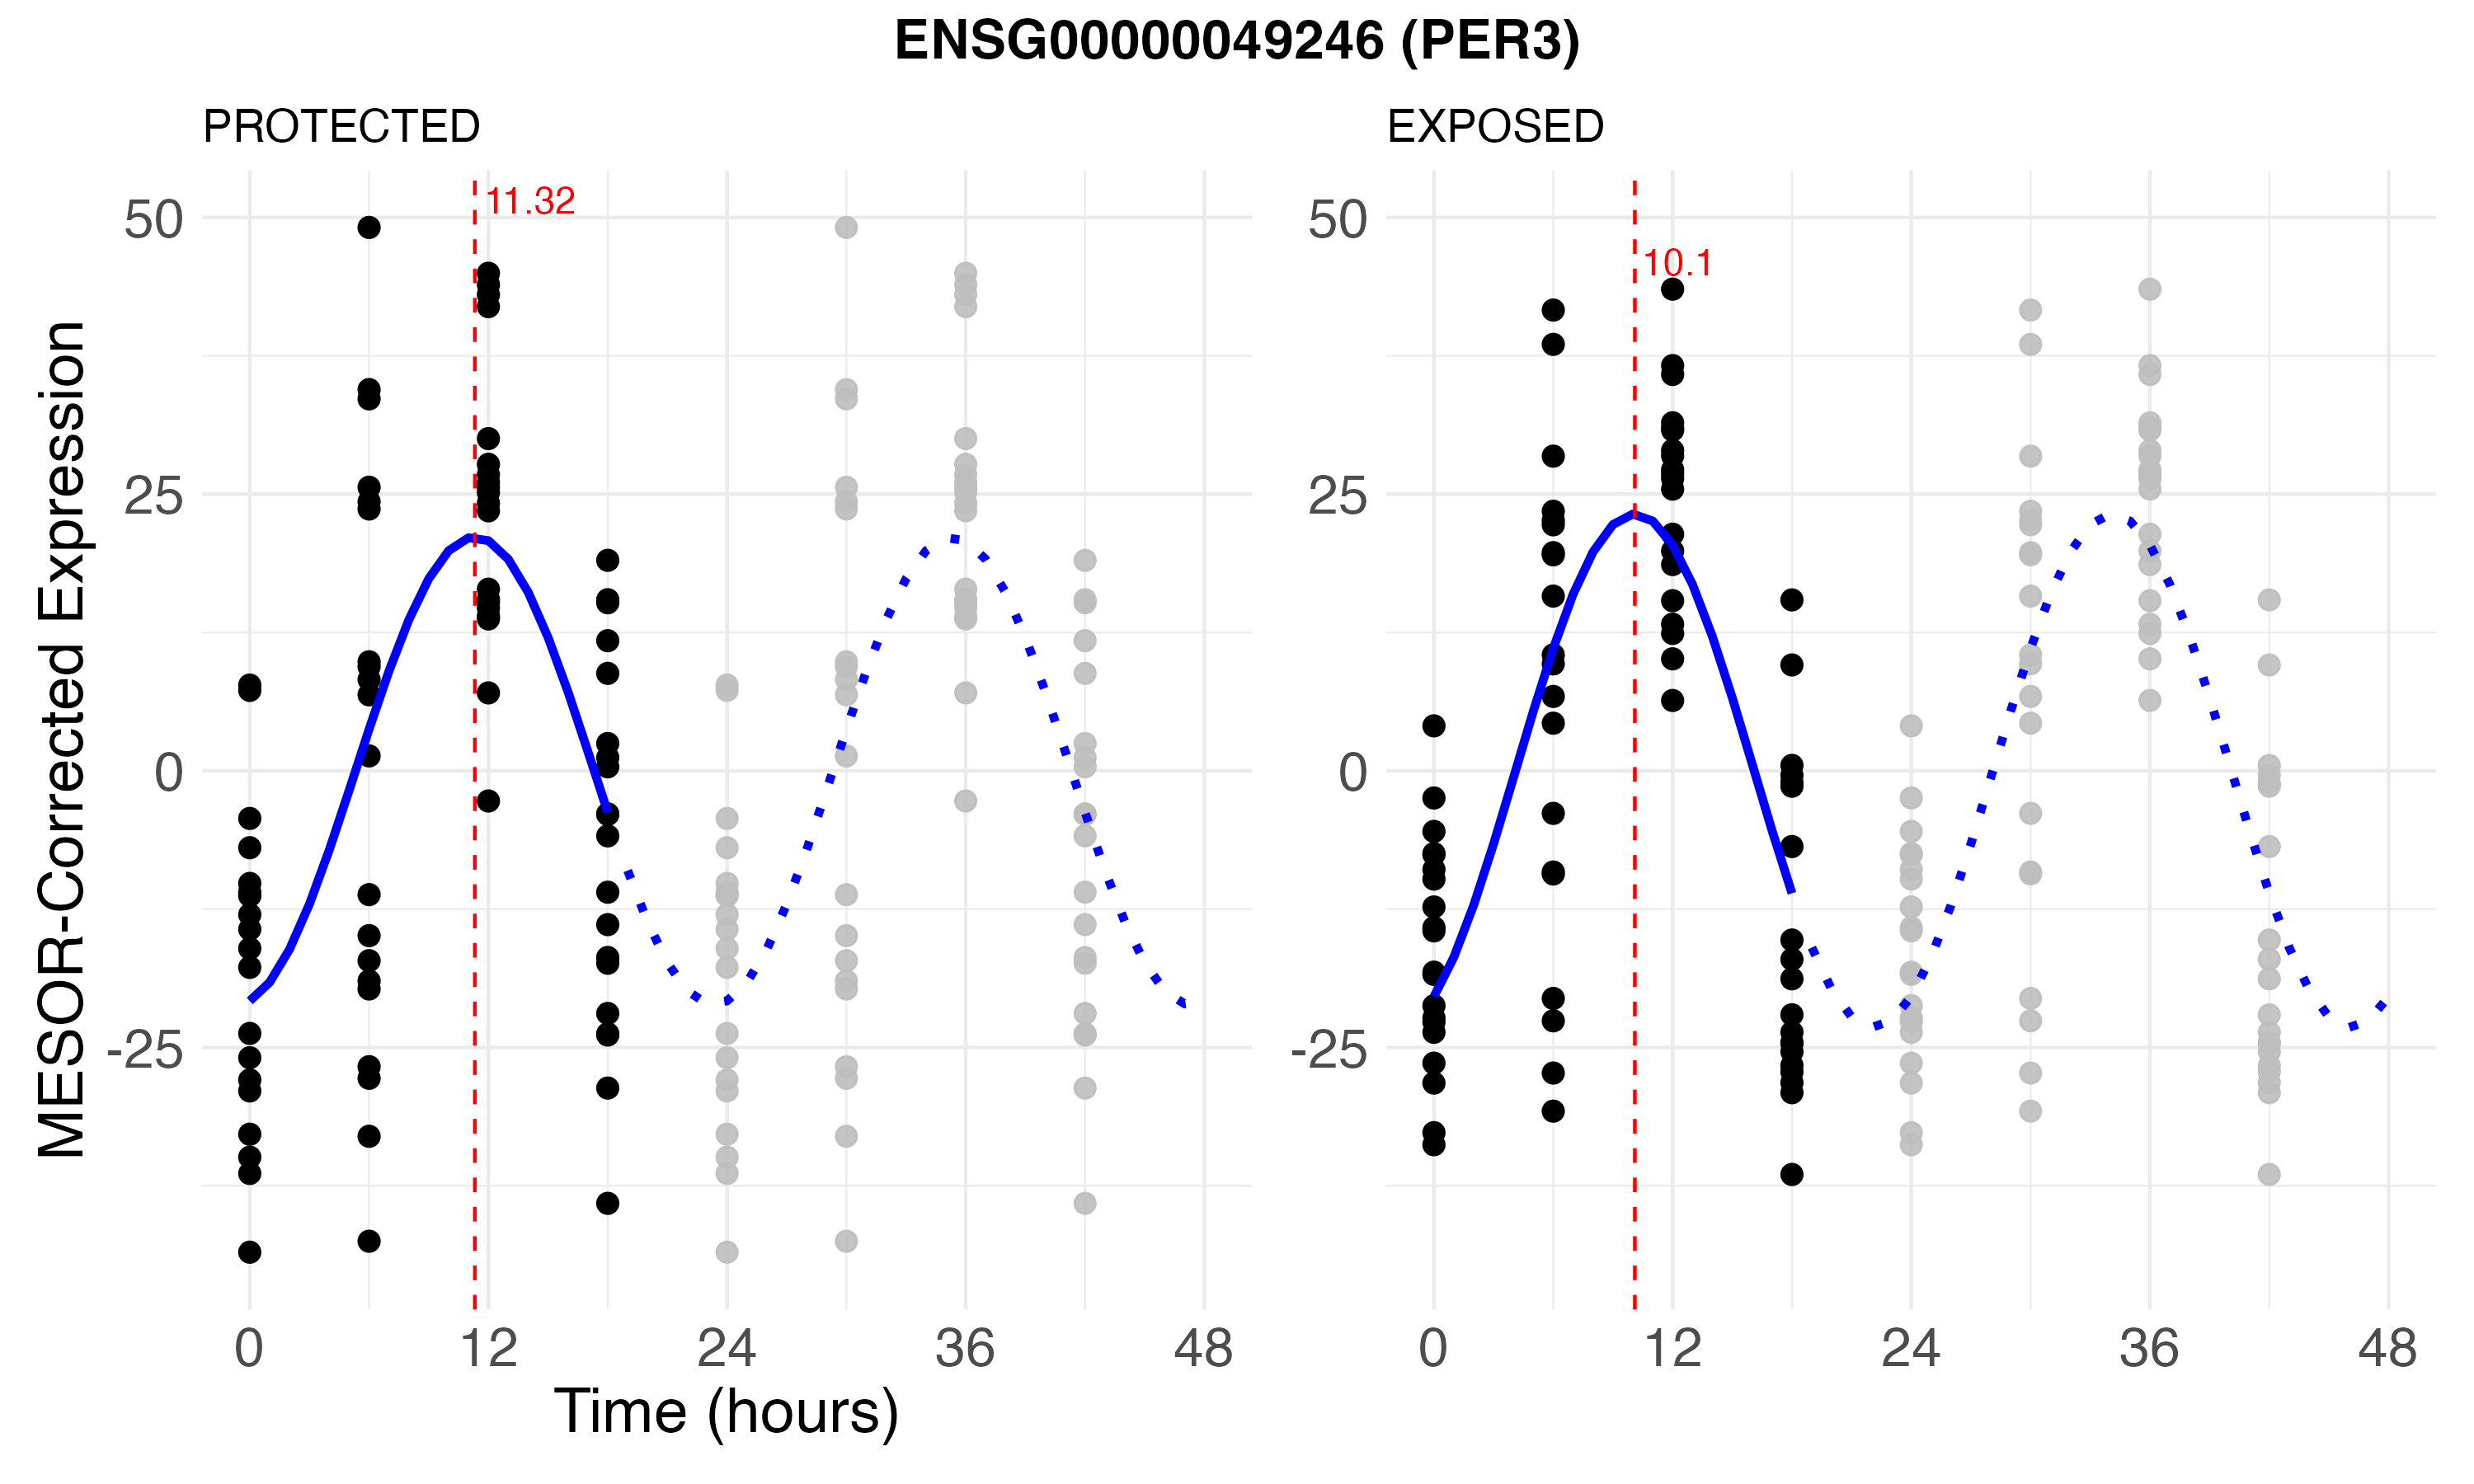 ENSG00000049246 (PER3)
PROTECTED
EXPOSED
MESOR-Corrected Expression
50
25
0
-25
11.32
0 12 24 36 48
50
25
0
-25
10.1
0 12 24 36 48
Time (hours)